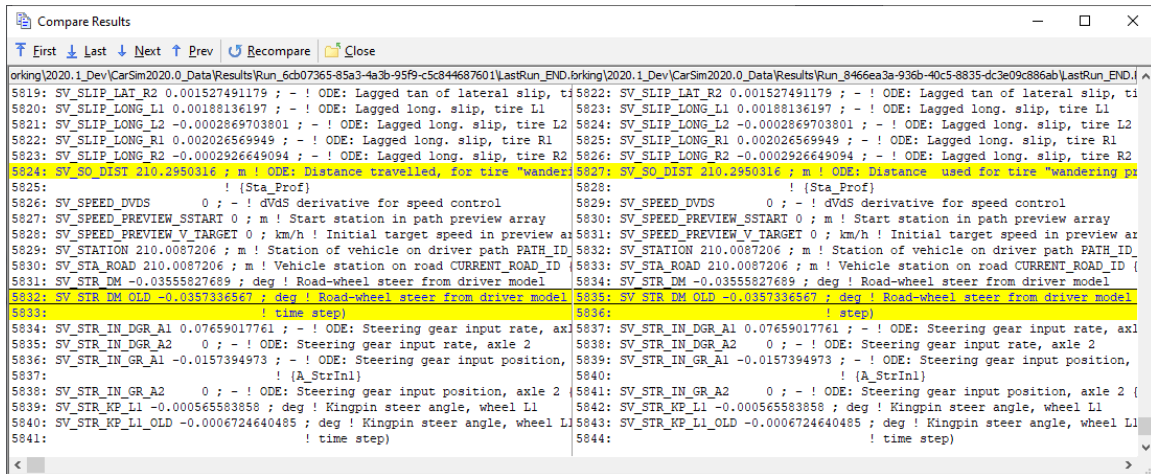 Compare Results
First Last Next Prev Recompare Close
orking\2020.1_Dev\CarSim2020.0_Data\Results\Run_6cb07365-85a3-4a3b-95f9-c5c844687601\LastRun_END.
orking\2020.1_Dev\CarSim2020.0_Data\Results\Run_8466ea3a-936b-40c5-8835-dc3e09c886ab\LastRun_END.
5819: SV_SLIP_LAT_R2 0.001527491179 ; - ! ODE: Lagged tan of lateral slip, ti
5820: SV_SLIP_LONG_L1 0.00188136197 ; - ! ODE: Lagged long. slip, tire L1
5821: SV_SLIP_LONG_L2 -0.0002869703801 ; - ! ODE: Lagged long. slip, tire L2
5822: SV_SLIP_LONG_R1 0.002026569949 ; - ! ODE: Lagged long. slip, tire R1
5823: SV_SLIP_LONG_R2 -0.0002926649094 ; - ! ODE: Lagged long. slip, tire R2
5824: SV_SO_DIST 210.2950316 ; m ! ODE: Distance travelled, for tire "wanderi
5825: ! {Sta_Prof}
5826: SV_SPEED_DVDS 0 ; - ! dVdS derivative for speed control
5827: SV_SPEED_PREVIEW_SSTART 0 ; m ! Start station in path preview array
5828: SV_SPEED_PREVIEW_V_TARGET 0 ; km/h ! Initial target speed in preview ar
5829: SV_STATION 210.0087206 ; m ! Station of vehicle on driver path PATH_ID_
5830: SV_STA_ROAD 210.0087206 ; m ! Vehicle station on road CURRENT_ROAD_ID {
5831: SV_STR_DM -0.03555827689 ; deg ! Road-wheel steer from driver model
5832: SV_STR_DM_OLD -0.0357336567 ; deg ! Road-wheel steer from driver model
5833: ! time step)
5834: SV_STR_IN_DGR_A1 0.07659017761 ; - ! ODE: Steering gear input rate, axl
5835: SV_STR_IN_DGR_A2 0 ; - ! ODE: Steering gear input rate, axle 2
5836: SV_STR_IN_GR_A1 -0.0157394973 ; - ! ODE: Steering gear input position,
5837: ! {A_StrIn1}
5838: SV_STR_IN_GR_A2 0 ; - ! ODE: Steering gear input position, axle 2 {
5839: SV_STR_KP_L1 -0.000565583858 ; deg ! Kingpin steer angle, wheel L1
5840: SV_STR_KP_L1_OLD -0.0006724640485 ; deg ! Kingpin steer angle, wheel L1
5841: ! time step)
5822: SV_SLIP_LAT_R2 0.001527491179 ; - ! ODE: Lagged tan of lateral slip, ti
5823: SV_SLIP_LONG_L1 0.00188136197 ; - ! ODE: Lagged long. slip, tire L1
5824: SV_SLIP_LONG_L2 -0.0002869703801 ; - ! ODE: Lagged long. slip, tire L2
5825: SV_SLIP_LONG_R1 0.002026569949 ; - ! ODE: Lagged long. slip, tire R1
5826: SV_SLIP_LONG_R2 -0.0002926649094 ; - ! ODE: Lagged long. slip, tire R2
5827: SV_SO_DIST 210.2950316 ; m ! ODE: Distance used for tire "wandering pr
5828: ! {Sta_Prof}
5829: SV_SPEED_DVDS 0 ; - ! dVdS derivative for speed control
5830: SV_SPEED_PREVIEW_SSTART 0 ; m ! Start station in path preview array
5831: SV_SPEED_PREVIEW_V_TARGET 0 ; km/h ! Initial target speed in preview ar
5832: SV_STATION 210.0087206 ; m ! Station of vehicle on driver path PATH_ID_
5833: SV_STA_ROAD 210.0087206 ; m ! Vehicle station on road CURRENT_ROAD_ID {
5834: SV_STR_DM -0.03555827689 ; deg ! Road-wheel steer from driver model
5835: SV_STR_DM_OLD -0.0357336567 ; deg ! Road-wheel steer from driver model
5836: ! step)
5837: SV_STR_IN_DGR_A1 0.07659017761 ; - ! ODE: Steering gear input rate, axl
5838: SV_STR_IN_DGR_A2 0 ; - ! ODE: Steering gear input rate, axle 2
5839: SV_STR_IN_GR_A1 -0.0157394973 ; - ! ODE: Steering gear input position,
5840: ! {A_StrIn1}
5841: SV_STR_IN_GR_A2 0 ; - ! ODE: Steering gear input position, axle 2 {
5842: SV_STR_KP_L1 -0.000565583858 ; deg ! Kingpin steer angle, wheel L1
5843: SV_STR_KP_L1_OLD -0.0006724640485 ; deg ! Kingpin steer angle, wheel L1
5844: ! time step)